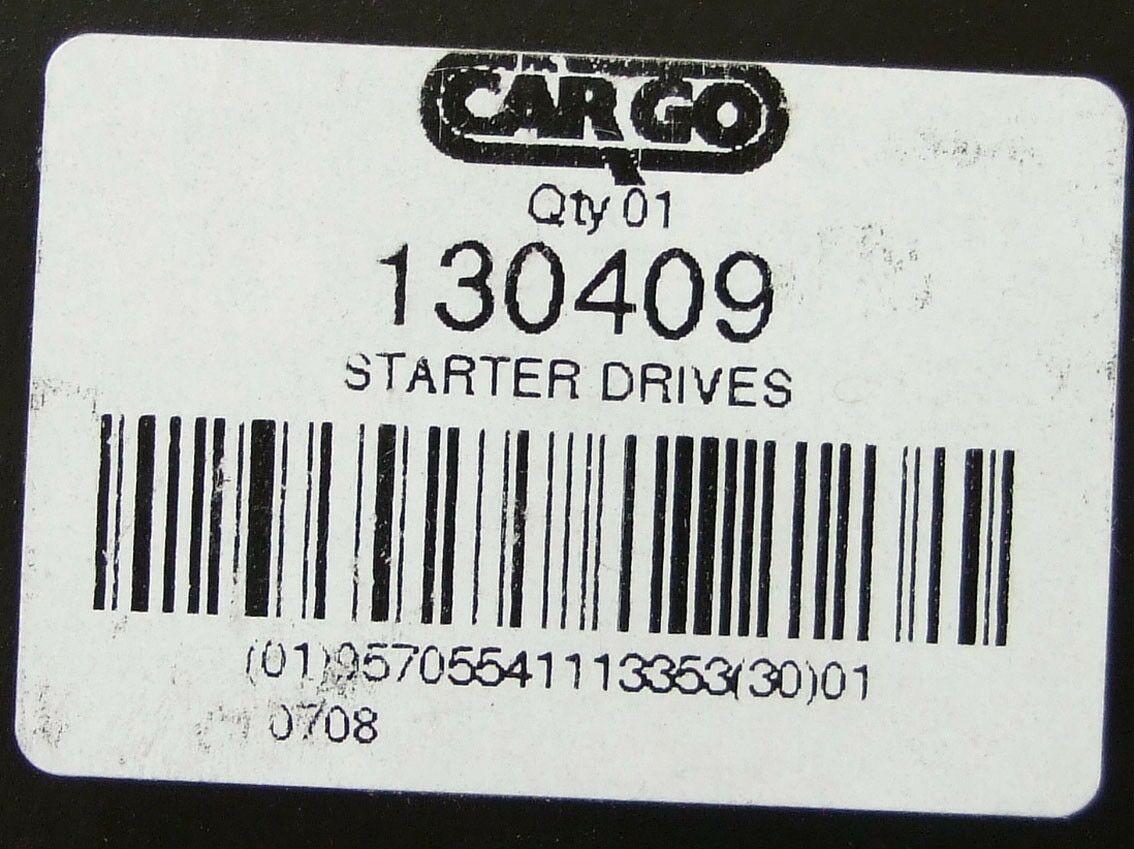 CARGO
Qty 01
130409
STARTER DRIVES
(01)95705541113353(30)01
0708